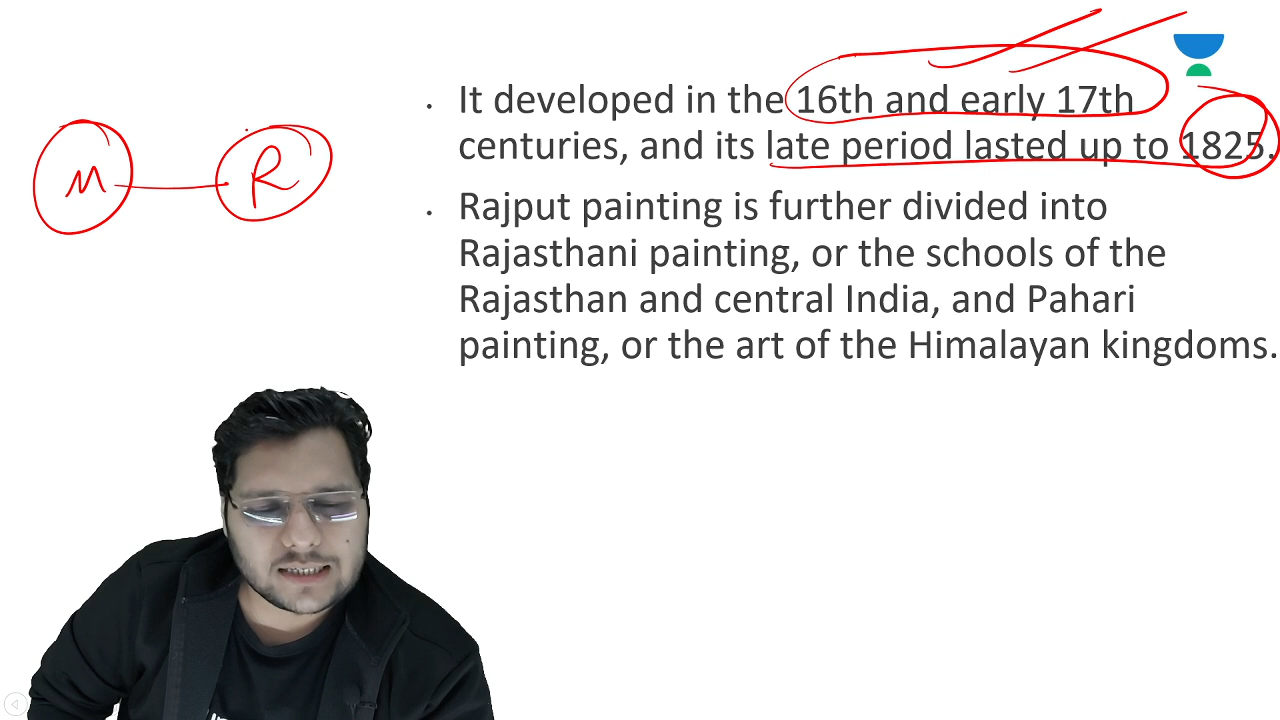 M R
• It developed in the 16th and early 17th
centuries, and its late period lasted up to 1825.
• Rajput painting is further divided into
Rajasthani painting, or the schools of the
Rajasthan and central India, and Pahari
painting, or the art of the Himalayan kingdoms.